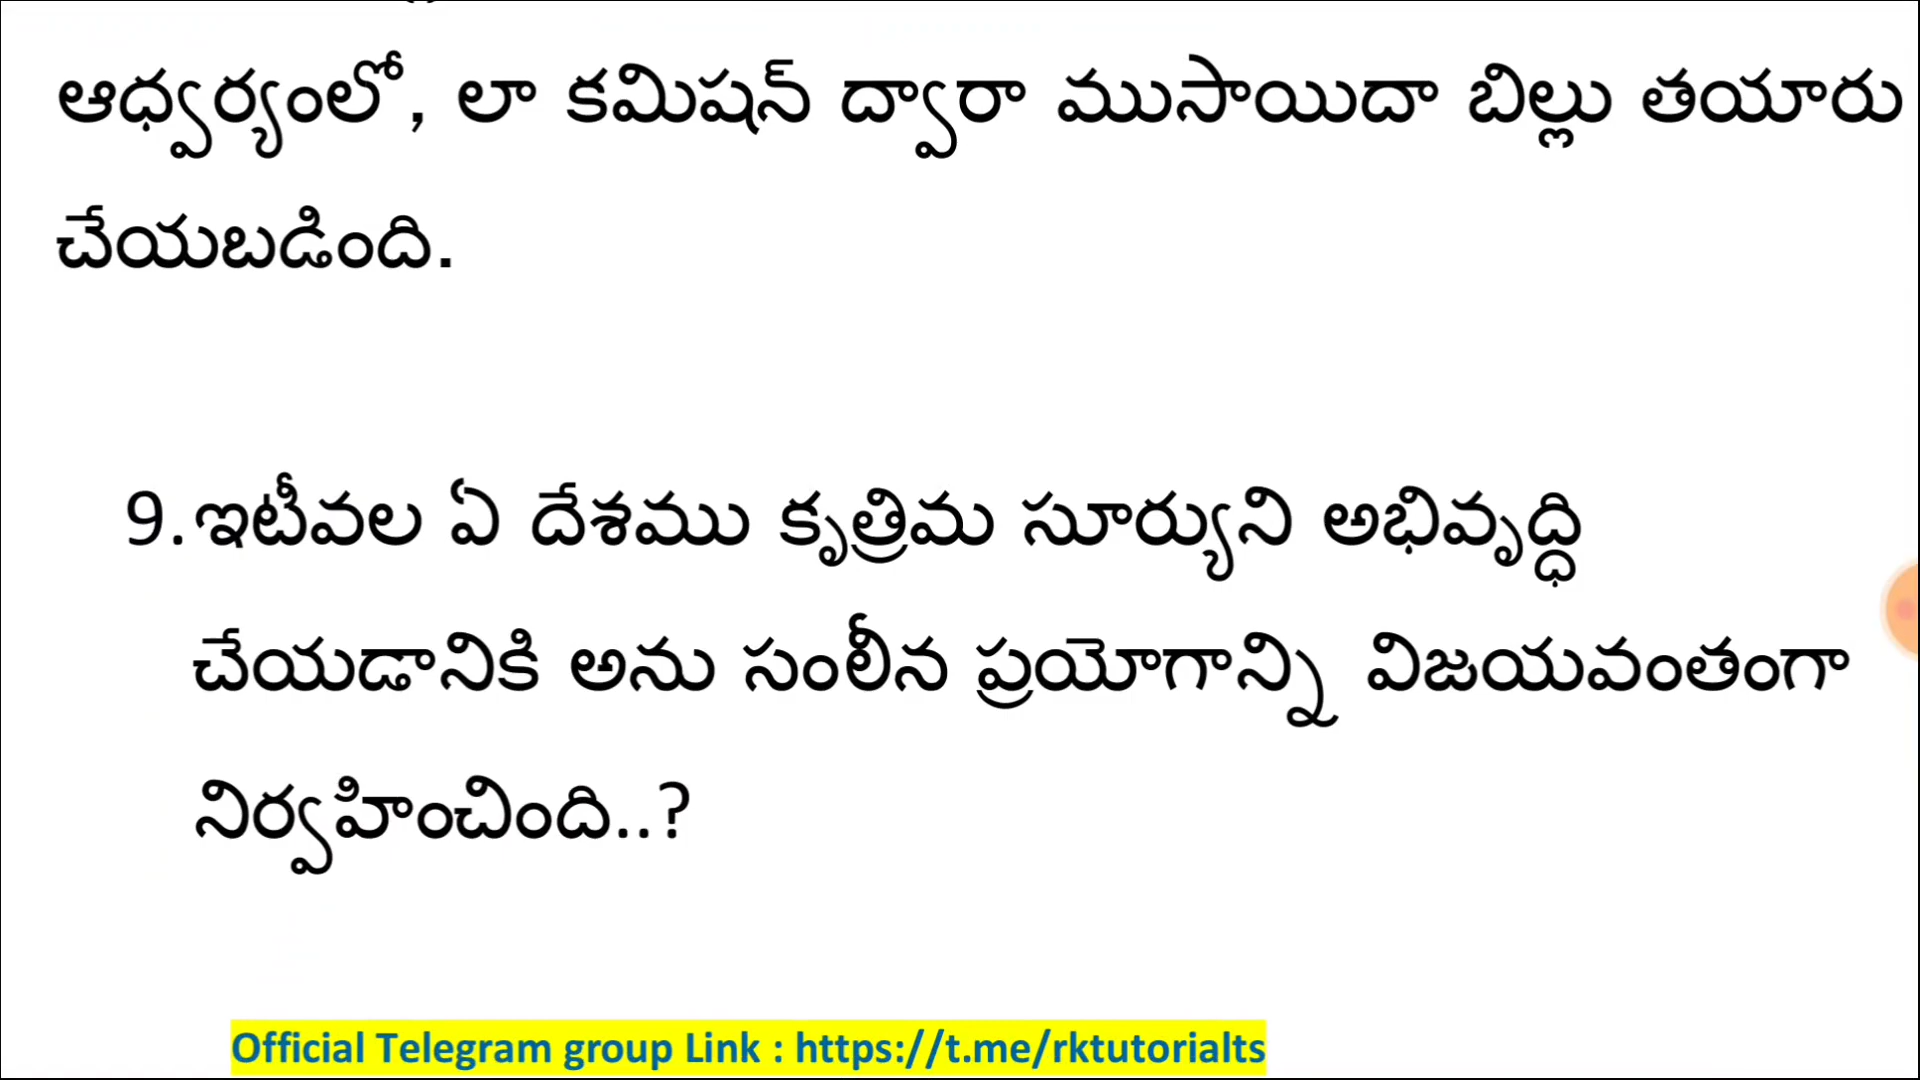 ఆధ్వర్యంలో, లా కమిషన్ ద్వారా ముసాయిదా బిల్లు తయారు
చేయబడింది.
9. ఇటీవల ఏ దేశము కృత్రిమ సూర్యుని అభివృద్ధి
చేయడానికి అను సంలీన ప్రయోగాన్ని విజయవంతంగా
నిర్వహించింది..?
Official Telegram group Link : https://t.me/rktutorialts